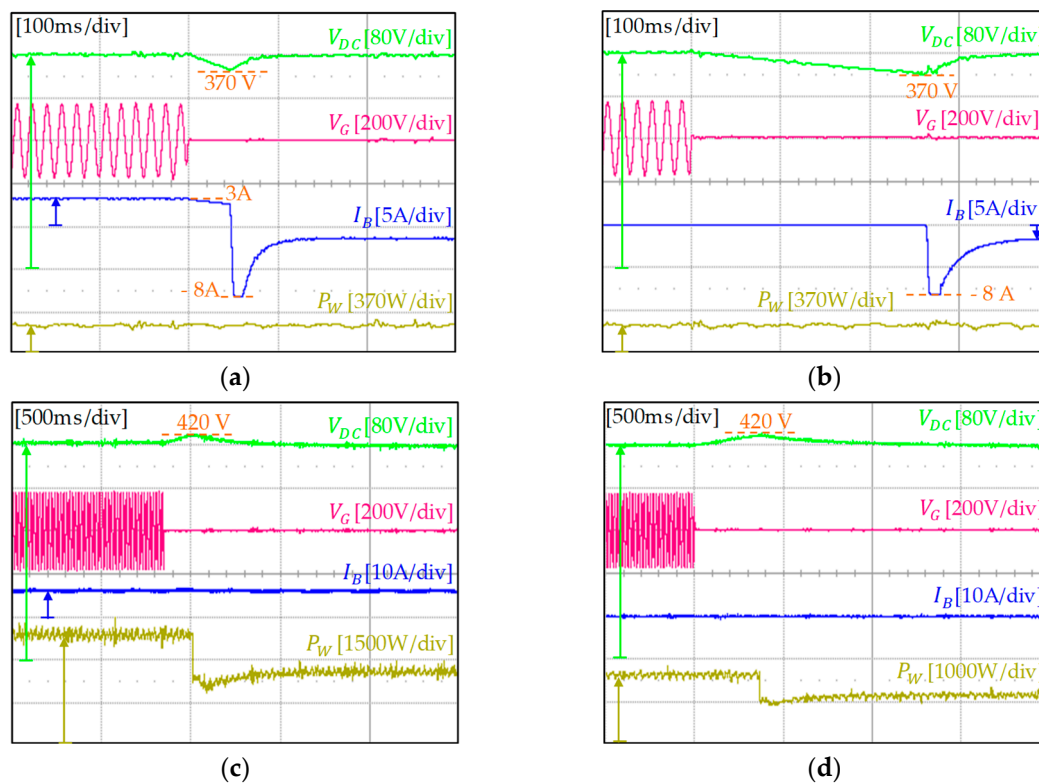 [100ms/div]
V_DC[80V/div]
370 V
V_G[200V/div]
3A
I_B[5A/div]
- 8A
P_W[370W/div]
(a)
[100ms/div]
V_DC[80V/div]
370 V
V_G[200V/div]
I_B[5A/div
- 8 A
P_W[370W/div]
(b)
[500ms/div]
420 V
V_DC[80V/div]
V_G[200V/div]
I_B[10A/div]
P_W[1500W/div]
(c)
[500ms/div]
420 V
V_DC[80V/div]
V_G[200V/div]
I_B[10A/div]
P_W[1000W/div]
(d)